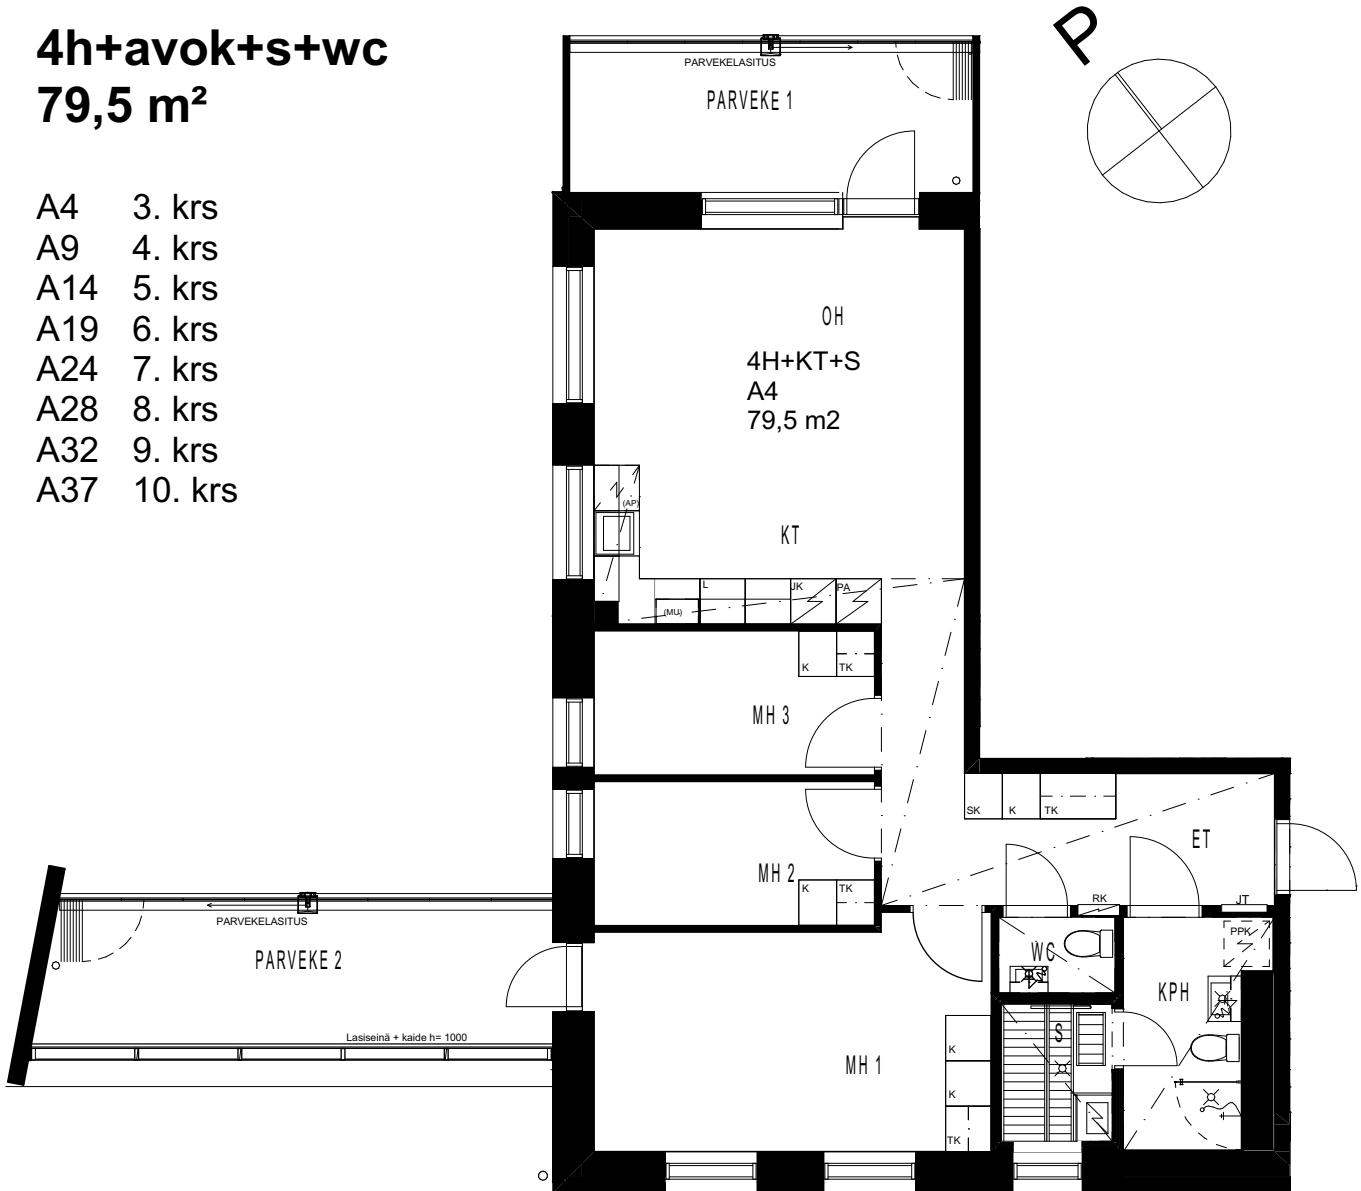 4h+avok+s+wc
79,5 m²
A4 3. krs
A9 4. krs
A14 5. krs
A19 6. krs
A24 7. krs
A28 8. krs
A32 9. krs
A37 10. krs
P
PARVEKELASITUS
PARVEKE 1
OH
4H+KT+S
A4
79,5 m2
(AP)
KT
L
JK
PA
(MU)
K
TK
MH 3
SK
K
TK
ET
MH 2
K
TK
RK
JT
PARVEKELASITUS
PARVEKE 2
Lasiseinä + kaide h= 1000
WC
PPK
KPH
S
MH 1
K
K
TK